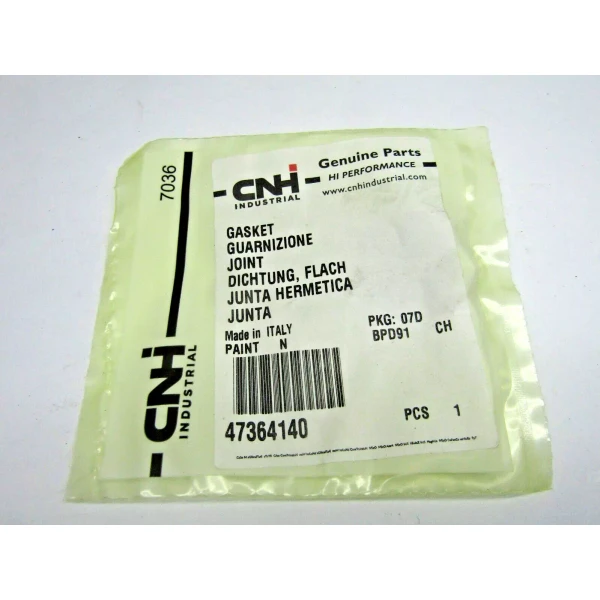 7036
CNH
INDUSTRIAL
CNH
INDUSTRIAL
Genuine Parts
HI PERFORMANCE
www.cnhindustrial.com
GASKET
GUARNIZIONE
JOINT
DICHTUNG, FLACH
JUNTA HERMETICA
JUNTA
Made in ITALY
PKG: 07D
PAINT N
BPD91 CH
47364140
PCS 1